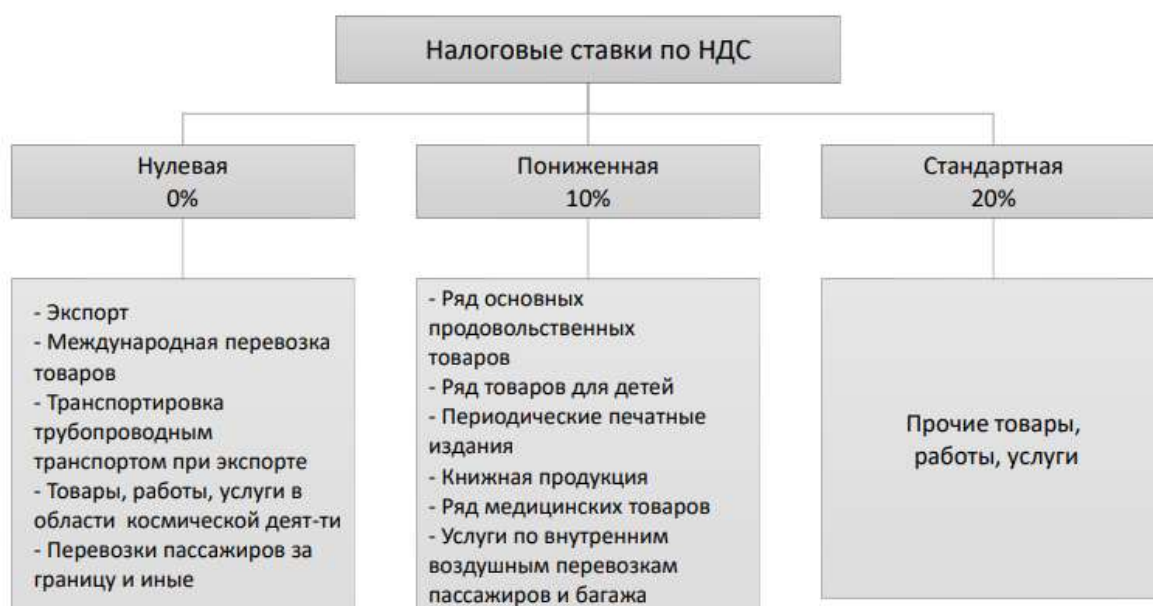 Налоговые ставки по НДС
Нулевая
0%
Пониженная
10%
Стандартная
20%
- Экспорт
- Международная перевозка
товаров
- Транспортировка
трубопроводным
транспортом при экспорте
- Товары, работы, услуги в
области космической деят-ти
- Перевозки пассажиров за
границу и иные
- Ряд основных
продовольственных
товаров
- Ряд товаров для детей
- Периодические печатные
издания
- Книжная продукция
- Ряд медицинских товаров
- Услуги по внутренним
воздушным перевозкам
пассажиров и багажа
Прочие товары,
работы, услуги